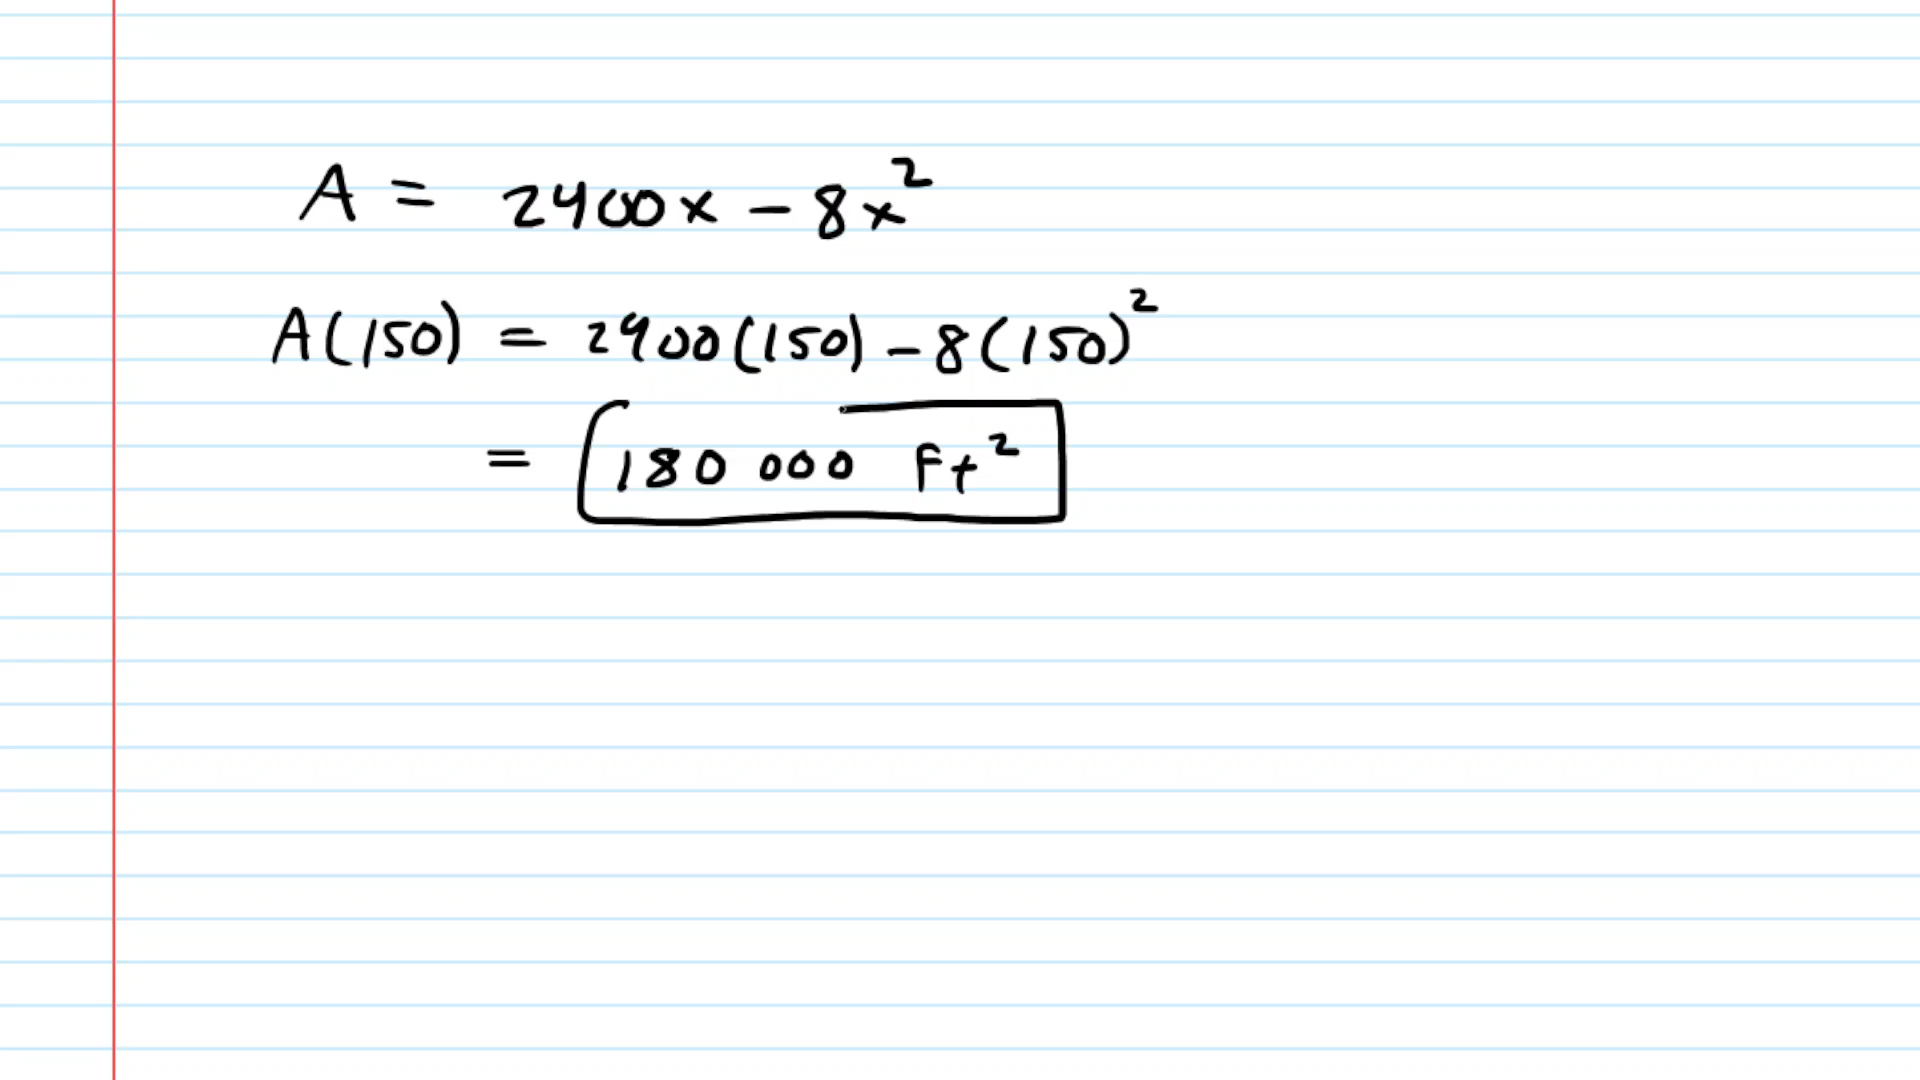 A = 2400x - 8x²
A(150) = 2400(150) - 8(150)²
= 180 000 Ft²